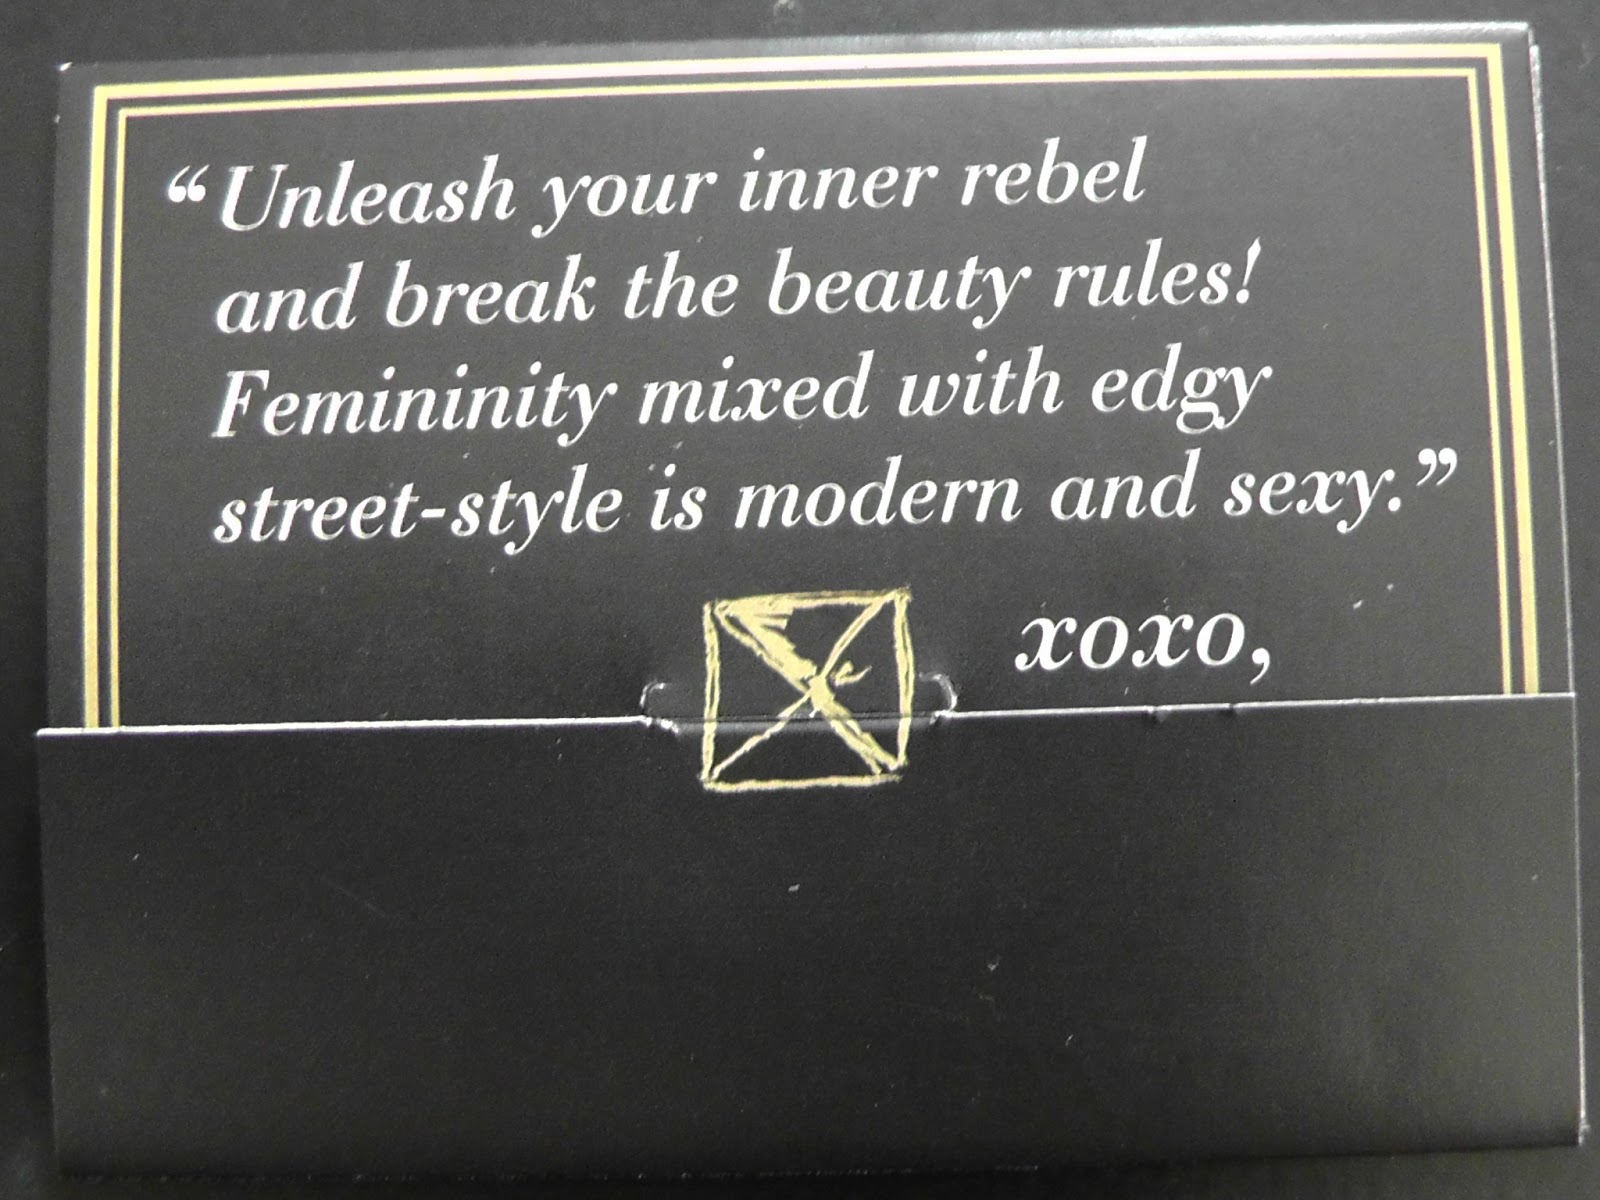 “Unleash your inner rebel
and break the beauty rules!
Femininity mixed with edgy
street-style is modern and sexy.”
xoxo,